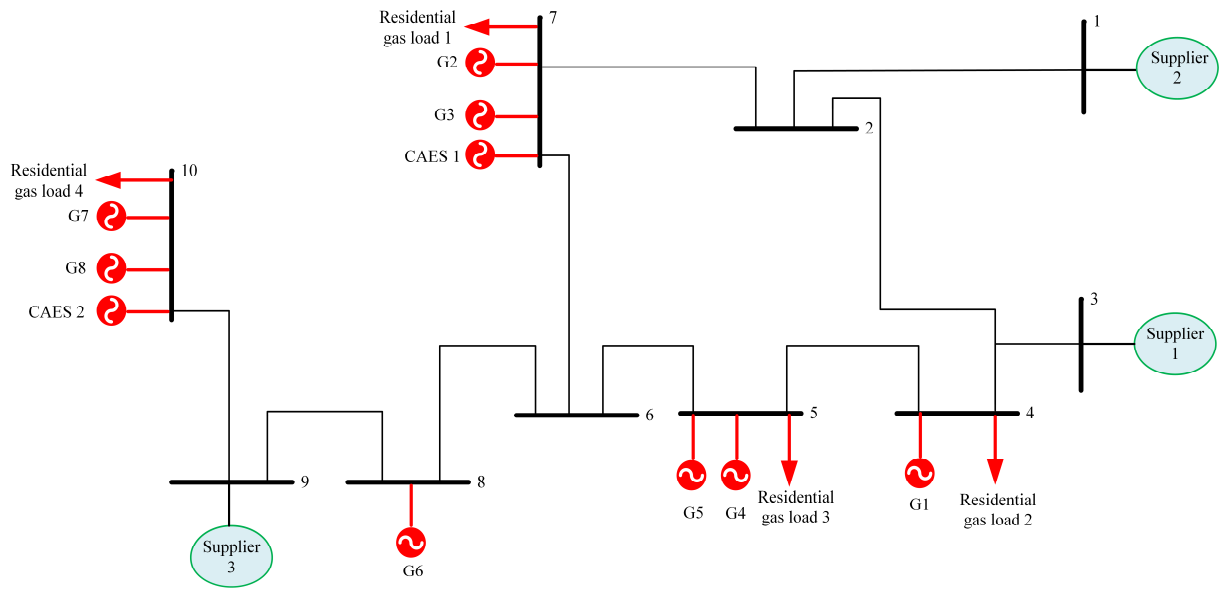 Residential
gas load 1
7
G2
G3
CAES 1
1
Supplier
2
2
Residential
gas load 4
10
G7
G8
CAES 2
3
Supplier
1
6
5
4
9
8
G5
G4
Residential
gas load 3
G1
Residential
gas load 2
Supplier
3
G6